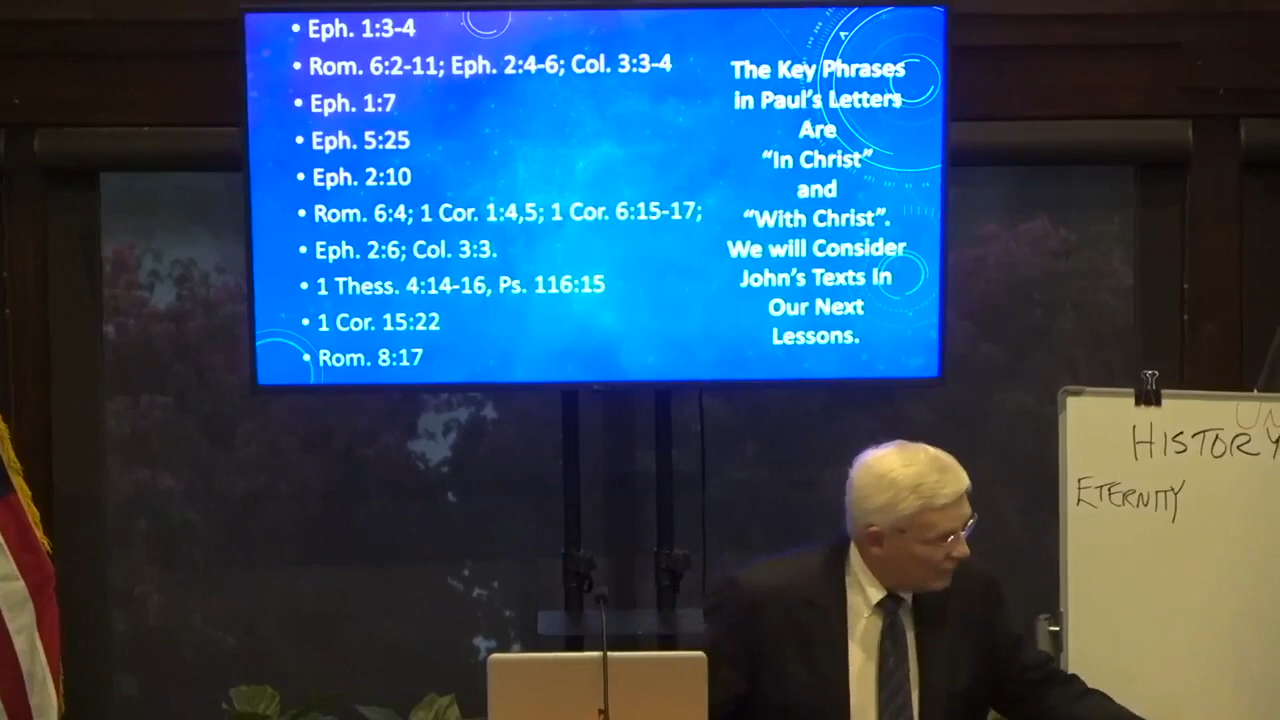 • Eph. 1:3-4
• Rom. 6:2-11; Eph. 2:4-6; Col. 3:3-4
• Eph. 1:7
• Eph. 5:25
• Eph. 2:10
• Rom. 6:4; 1 Cor. 1:4,5; 1 Cor. 6:15-17;
• Eph. 2:6; Col. 3:3.
• 1 Thess. 4:14-16, Ps. 116:15
• 1 Cor. 15:22
• Rom. 8:17
The Key Phrases
in Paul's Letters
Are
"In Christ"
and
"With Christ".
We will Consider
John's Texts In
Our Next
Lessons.
HISTORY
ETERNITY